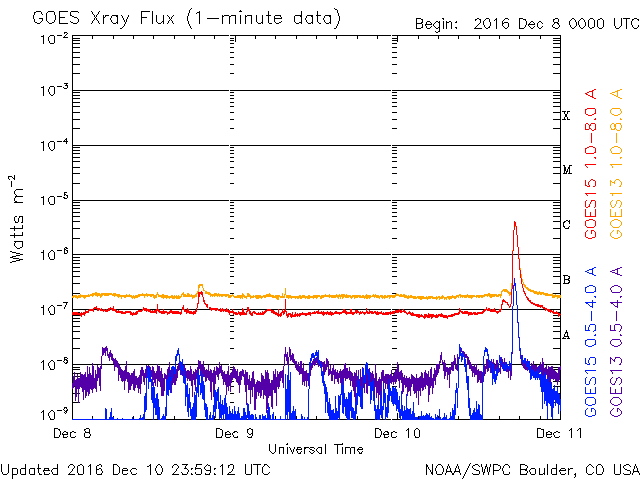 GOES Xray Flux (1-minute data)
Begin: 2016 Dec 8 0000 UTC
10⁻²
10⁻³
10⁻⁴
10⁻⁵
10⁻⁶
10⁻⁷
10⁻⁸
10⁻⁹
Watts m⁻²
X
M
C
B
A
GOES15 1.0-8.0 A
GOES13 1.0-8.0 A
GOES15 0.5-4.0 A
GOES13 0.5-4.0 A
Dec 8
Dec 9
Dec 10
Dec 11
Universal Time
Updated 2016 Dec 10 23:59:12 UTC
NOAA/SWPC Boulder, CO USA